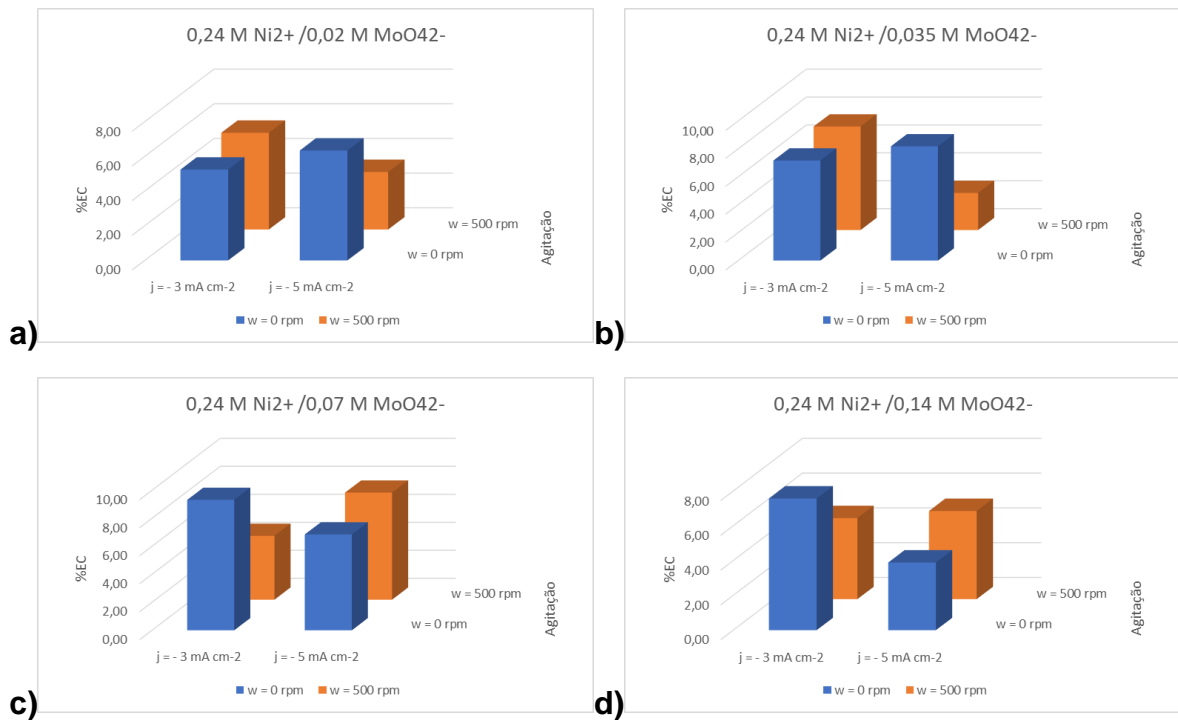 0,24 M Ni2+ /0,02 M MoO42-
8,00
6,00
4,00
2,00
0,00
%EC
w = 500 rpm
w = 0 rpm
Agitação
j = - 3 mA cm-2
j = - 5 mA cm-2
w = 0 rpm
w = 500 rpm
a)
0,24 M Ni2+ /0,035 M MoO42-
10,00
8,00
6,00
4,00
2,00
0,00
%EC
w = 500 rpm
w = 0 rpm
Agitação
j = - 3 mA cm-2
j = - 5 mA cm-2
w = 0 rpm
w = 500 rpm
b)
0,24 M Ni2+ /0,07 M MoO42-
10,00
8,00
6,00
4,00
2,00
0,00
%EC
w = 500 rpm
w = 0 rpm
Agitação
j = - 3 mA cm-2
j = - 5 mA cm-2
w = 0 rpm
w = 500 rpm
c)
0,24 M Ni2+ /0,14 M MoO42-
8,00
6,00
4,00
2,00
0,00
%EC
w = 500 rpm
w = 0 rpm
Agitação
j = - 3 mA cm-2
j = - 5 mA cm-2
w = 0 rpm
w = 500 rpm
d)